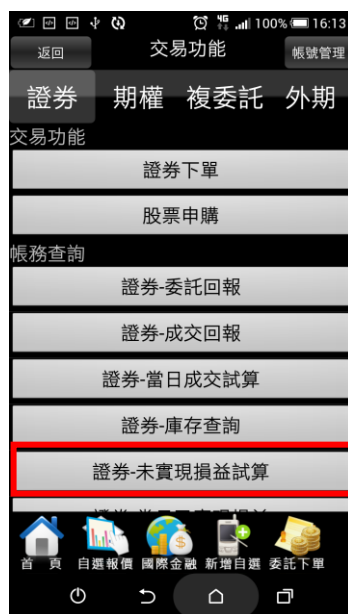 4G 100% 16:13
返回 交易功能 帳號管理
證券 期權 複委託 外期
交易功能
證券下單
股票申購
帳務查詢
證券-委託回報
證券-成交回報
證券-當日成交試算
證券-庫存查詢
證券-未實現損益試算
首 頁 自選報價 國際金融 新增自選 委託下單